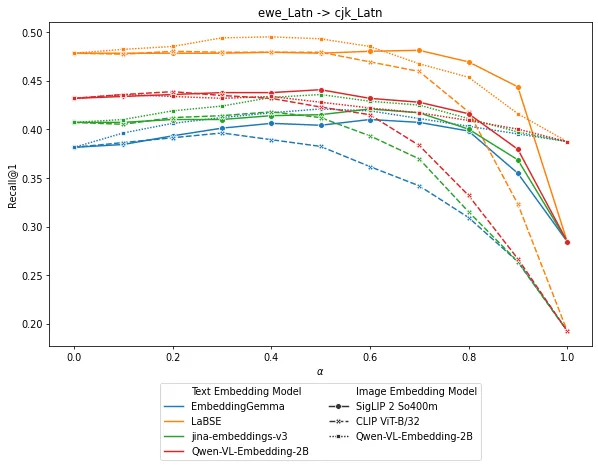 ewe_Latn -> cjk_Latn
Recall@1
0.50
0.45
0.40
0.35
0.30
0.25
0.20
0.0 0.2 0.4 0.6 0.8 1.0
α
Text Embedding Model Image Embedding Model
EmbeddingGemma SigLIP 2 So400m
LaBSE CLIP ViT-B/32
jina-embeddings-v3 Qwen-VL-Embedding-2B
Qwen-VL-Embedding-2B